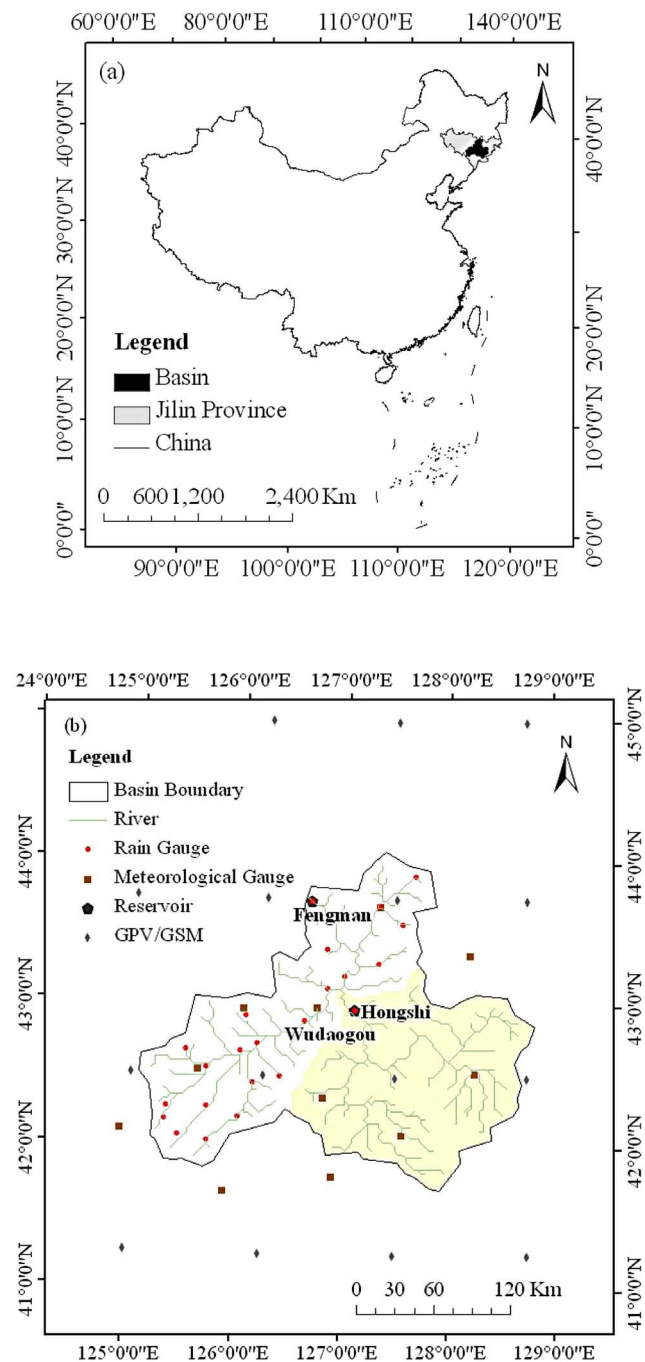 60°0'0"E 80°0'0"E 110°0'0"E 140°0'0"E
(a)
N
40°0'0"N
40°0'0"N
30°0'0"N
30°0'0"N
20°0'0"N
20°0'0"N
10°0'0"N
10°0'0"N
0°0'0"
0°0'0"
Legend
Basin
Jilin Province
China
0 600 1,200 2,400 Km
90°0'0"E 100°0'0"E 110°0'0"E 120°0'0"E
24°0'0"E 125°0'0"E 126°0'0"E 127°0'0"E 128°0'0"E 129°0'0"E
(b)
N
Legend
Basin Boundary
River
Rain Gauge
Meteorological Gauge
Reservoir
GPV/GSM
45°0'0"N
44°0'0"N
44°0'0"N
43°0'0"N
43°0'0"N
42°0'0"N
42°0'0"N
41°0'0"N
41°0'0"N
Fengman
Hongshi
Wudaogou
0 30 60 120 Km
125°0'0"E 126°0'0"E 127°0'0"E 128°0'0"E 129°0'0"E